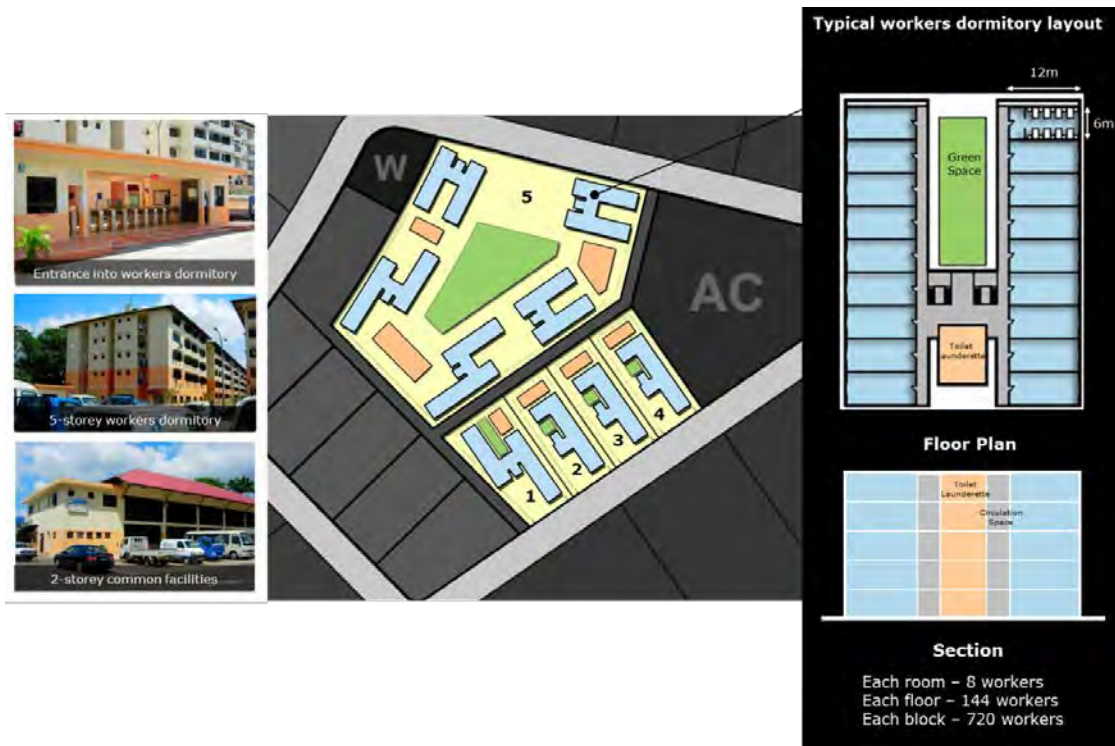 Typical workers dormitory layout
12m
6m
Green
Space
Toilet
Launderette
Floor Plan
Toilet
Launderette
Circulation
Space
Section
Each room – 8 workers
Each floor – 144 workers
Each block – 720 workers
Entrance into workers dormitory
5-storey workers dormitory
2-storey common facilities
W
5
AC
1
2
3
4